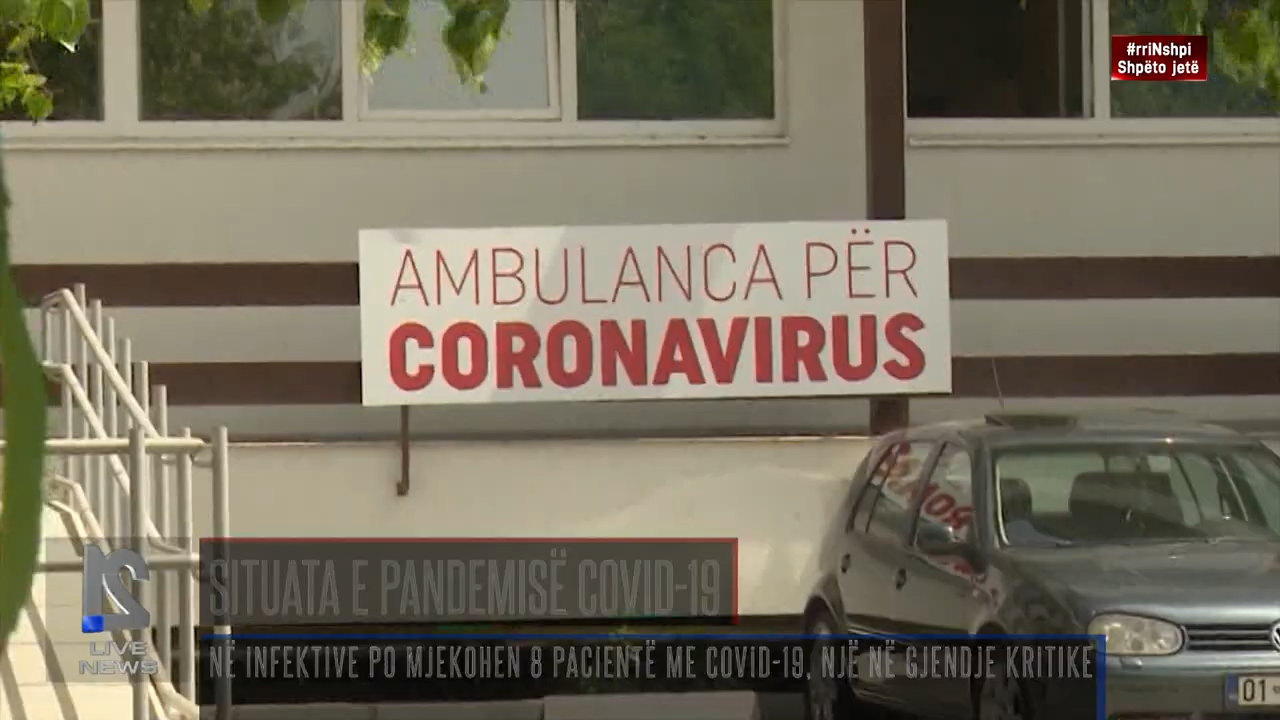 #rriNshpi
Shpëto jetë
AMBULANCA PËR
CORONAVIRUS
SITUATA E PANDEMISË COVID-19
LIVE
NEWS
NË INFEKTIVE PO MJEKOHEN 8 PACIENTË ME COVID-19, NJË NË GJENDJE KRITIKE
01